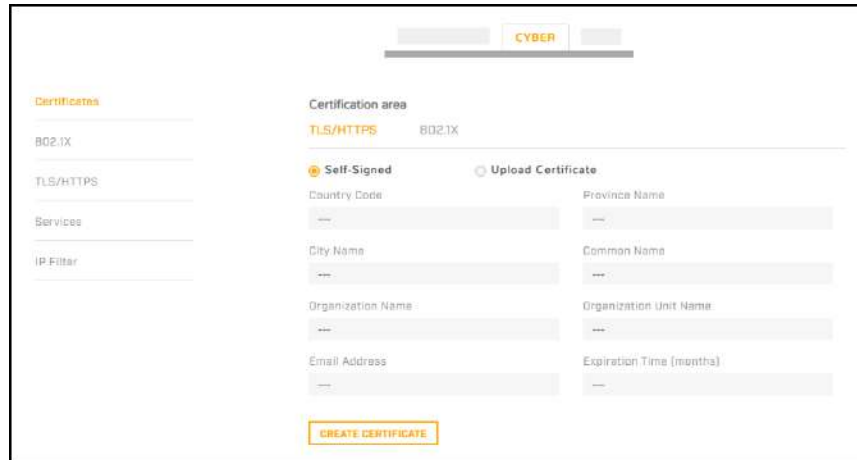 CYBER
Certificates
802.1X
TLS/HTTPS
Services
IP Filter
Certification area
TLS/HTTPS 802.1X
Self-Signed Upload Certificate
Country Code Province Name
--- ---
City Name Common Name
--- ---
Organization Name Organization Unit Name
--- ---
Email Address Expiration Time (months)
--- ---
CREATE CERTIFICATE